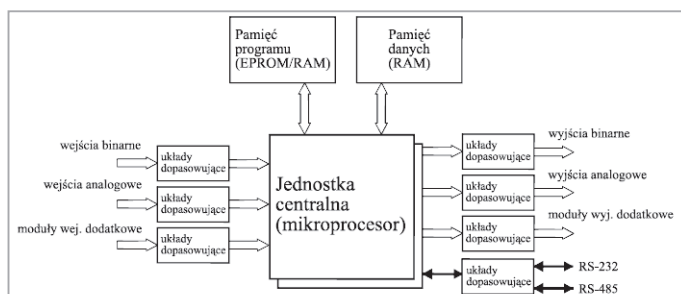 Pamięć
programu
(EPROM/RAM)
Pamięć
danych
(RAM)
wejścia binarne
układy
dopasowujące
wejścia analogowe
układy
dopasowujące
moduły wej. dodatkowe
układy
dopasowujące
Jednostka
centralna
(mikroprocesor)
układy
dopasowujące
wyjścia binarne
układy
dopasowujące
wyjścia analogowe
układy
dopasowujące
moduły wyj. dodatkowe
układy
dopasowujące
RS-232
RS-485